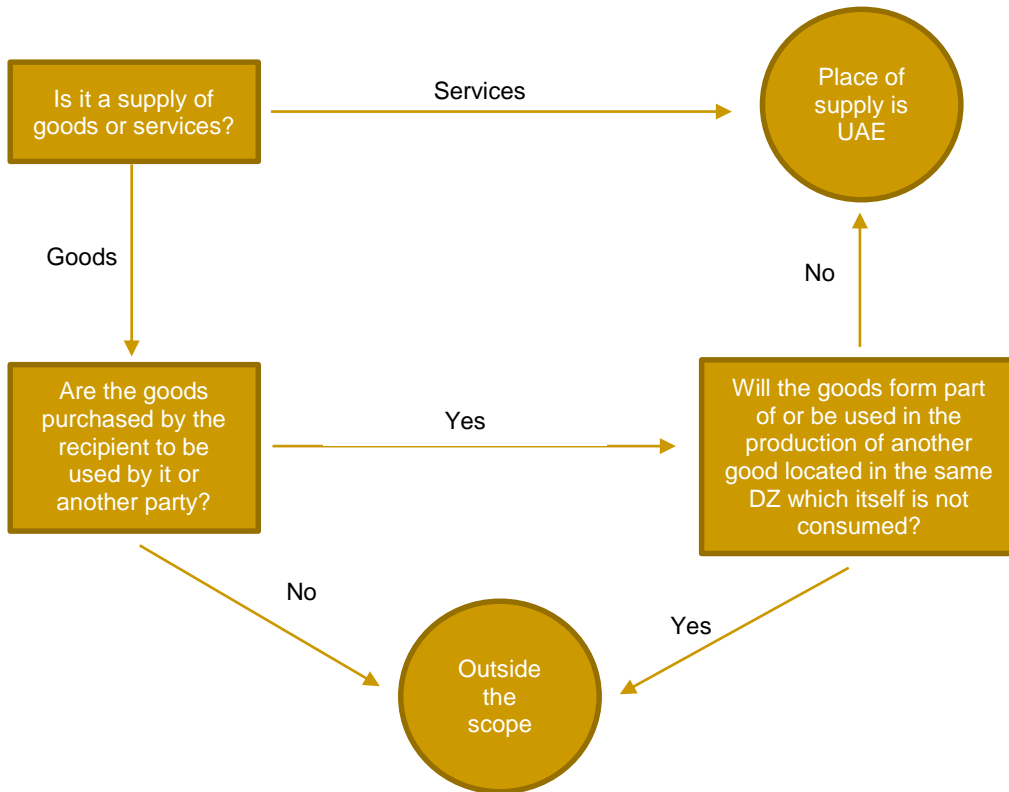 Is it a supply of
goods or services?
Services
Place of
supply is
UAE
Goods
No
Are the goods
purchased by the
recipient to be
used by it or
another party?
Yes
Will the goods form part
of or be used in the
production of another
good located in the same
DZ which itself is not
consumed?
No
Yes
Outside
the
scope